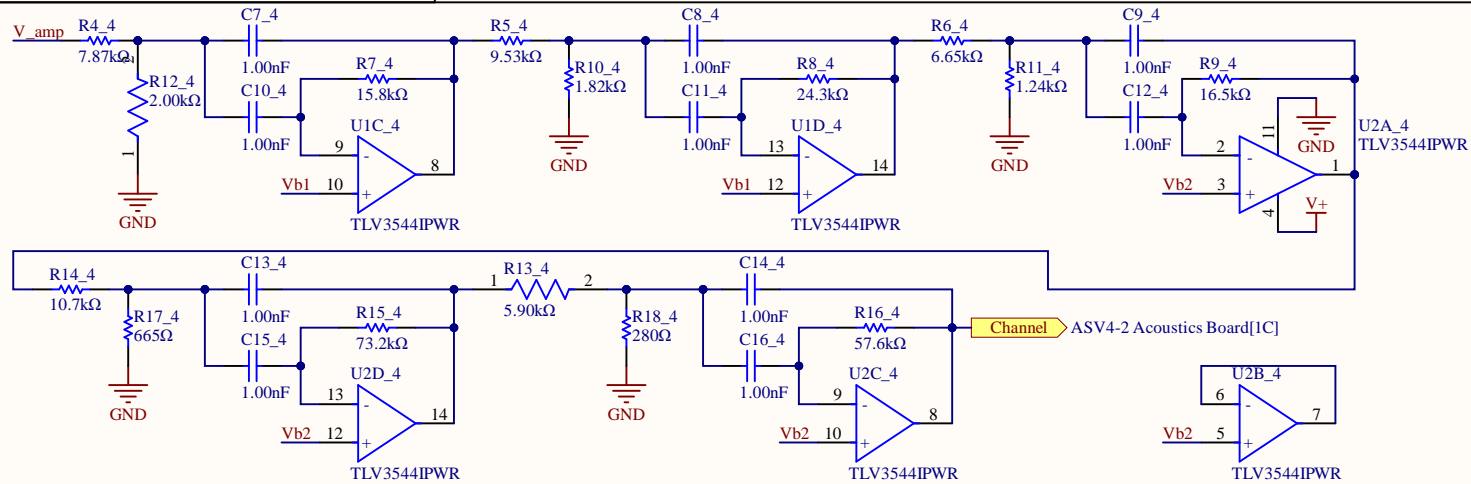 V_amp
R4_4
7.87kΩ
2
R12_4
2.00kΩ
1
GND
C7_4
1.00nF
R7_4
15.8kΩ
C10_4
1.00nF
U1C_4
9
-
8
Vb1
10
+
TLV3544IPWR
R5_4
9.53kΩ
R10_4
1.82kΩ
GND
C8_4
1.00nF
R8_4
24.3kΩ
C11_4
1.00nF
U1D_4
13
-
14
Vb1
12
+
TLV3544IPWR
R6_4
6.65kΩ
R11_4
1.24kΩ
GND
C9_4
1.00nF
R9_4
16.5kΩ
C12_4
1.00nF
11
GND
U2A_4
TLV3544IPWR
2
-
1
Vb2
3
+
4
V+
R14_4
10.7kΩ
R17_4
665Ω
GND
C13_4
1.00nF
R15_4
73.2kΩ
C15_4
1.00nF
U2D_4
13
-
14
Vb2
12
+
TLV3544IPWR
1
R13_4
2
5.90kΩ
R18_4
280Ω
GND
C14_4
1.00nF
R16_4
57.6kΩ
C16_4
1.00nF
U2C_4
9
-
8
Vb2
10
+
TLV3544IPWR
Channel
ASV4-2 Acoustics Board[1C]
U2B_4
6
-
7
Vb2
5
+
TLV3544IPWR